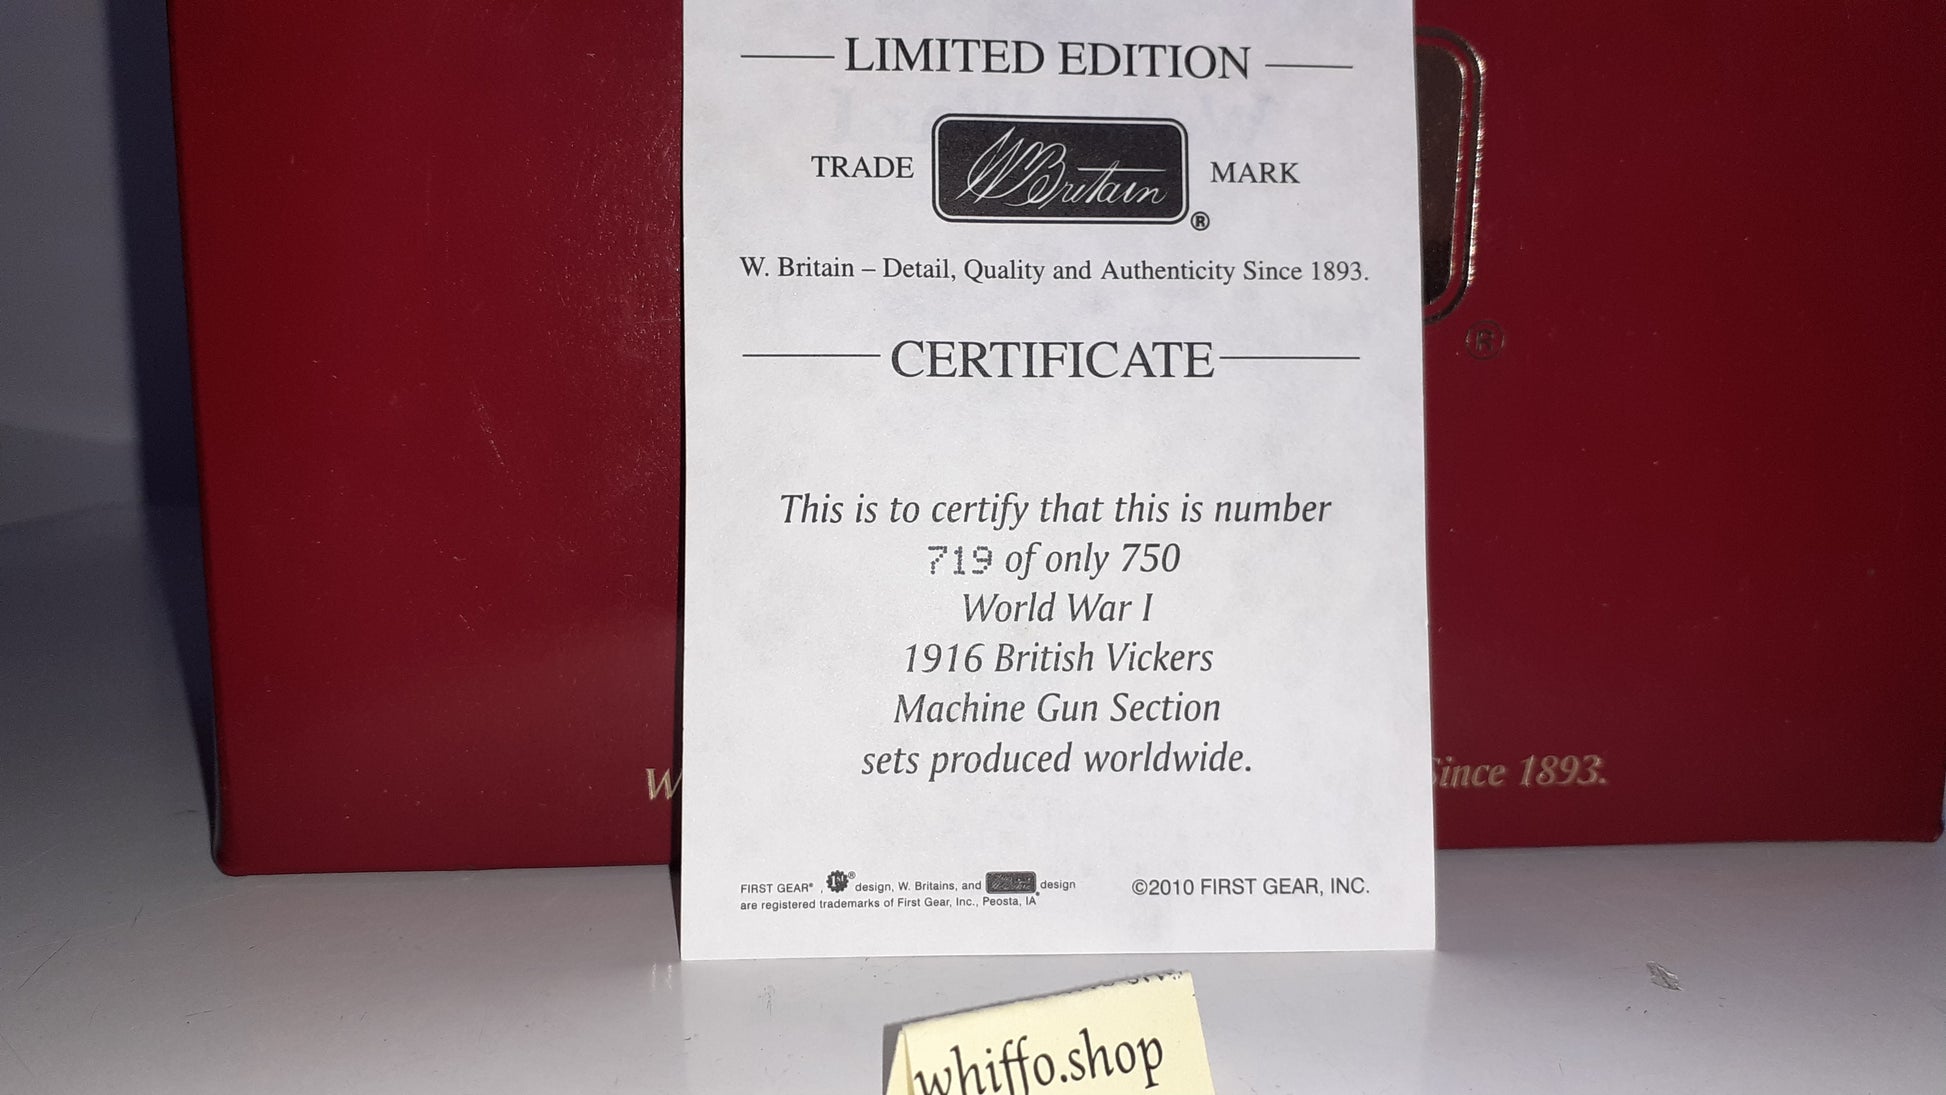 LIMITED EDITION
TRADE W Britain ® MARK
W. Britain – Detail, Quality and Authenticity Since 1893.
CERTIFICATE
®
This is to certify that this is number
719 of only 750
World War I
1916 British Vickers
Machine Gun Section
sets produced worldwide.
W
Since 1893.
FIRST GEAR®, 1st® design, W. Britains, and design
are registered trademarks of First Gear, Inc., Peosta, IA
©2010 FIRST GEAR, INC.
whiffo.shop